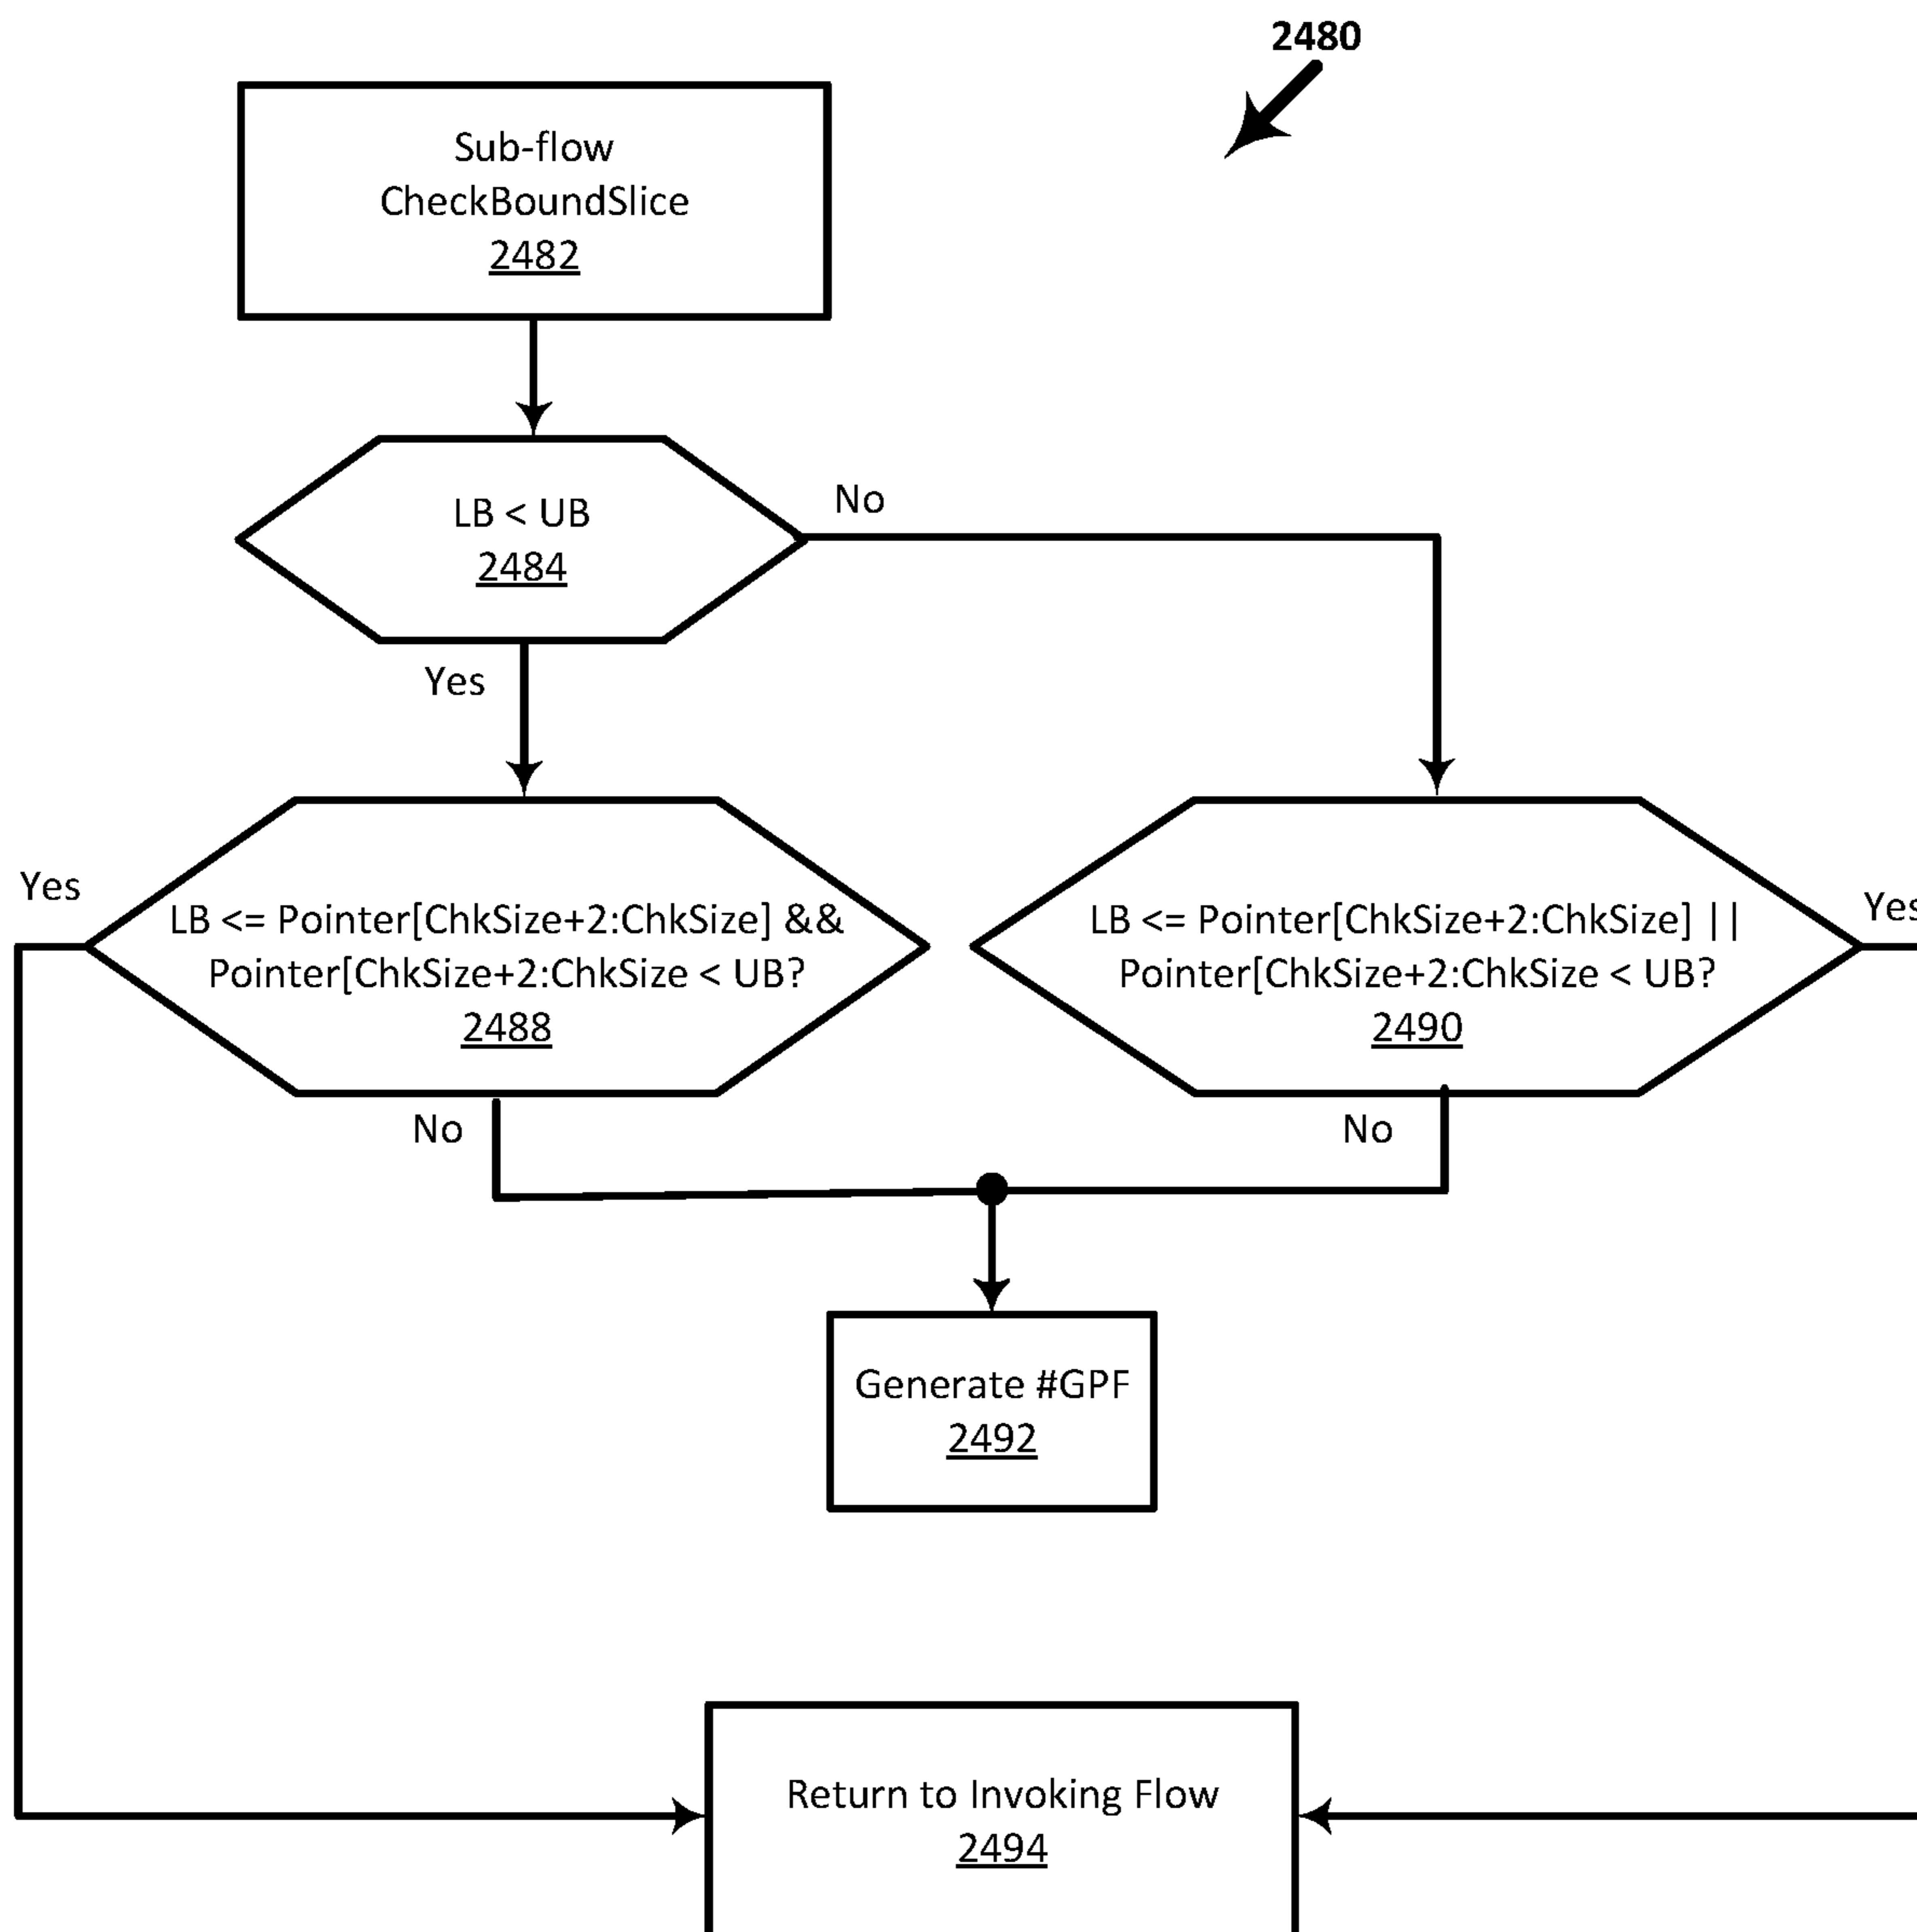 2480
Sub-flow
CheckBoundSlice
2482
LB < UB
2484
No
Yes
Yes
LB <= Pointer[ChkSize+2:ChkSize] &&
Pointer[ChkSize+2:ChkSize < UB?
2488
LB <= Pointer[ChkSize+2:ChkSize] ||
Pointer[ChkSize+2:ChkSize < UB?
2490
Yes
No
No
Generate #GPF
2492
Return to Invoking Flow
2494